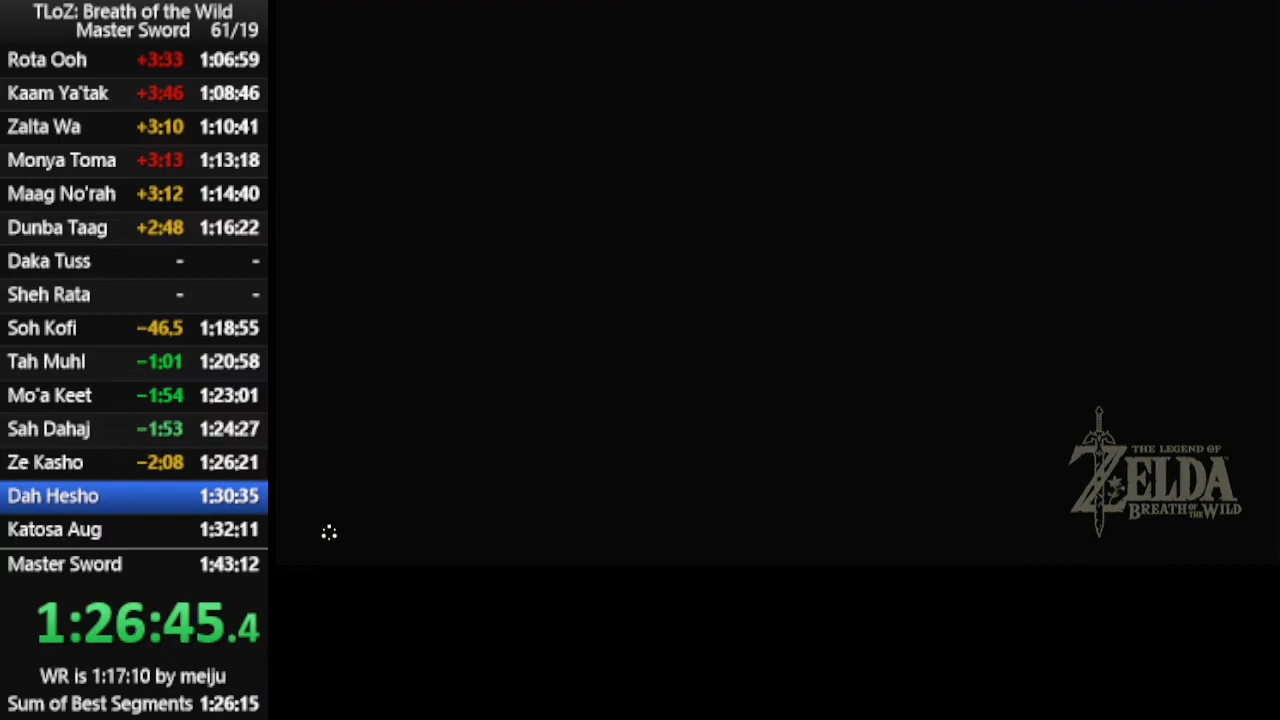 TLoZ: Breath of the Wild
Master Sword 61/19
Rota Ooh +3:33 1:06:59
Kaam Ya'tak +3:46 1:08:46
Zalta Wa +3:10 1:10:41
Monya Toma +3:13 1:13:18
Maag No'rah +3:12 1:14:40
Dunba Taag +2:48 1:16:22
Daka Tuss - -
Sheh Rata - -
Soh Kofi −46.5 1:18:55
Tah Muhl −1:01 1:20:58
Mo'a Keet −1:54 1:23:01
Sah Dahaj −1:53 1:24:27
Ze Kasho −2:08 1:26:21
Dah Hesho 1:30:35
Katosa Aug 1:32:11
Master Sword 1:43:12
1:26:45.4
WR is 1:17:10 by meiju
Sum of Best Segments 1:26:15
THE LEGEND OF
ZELDA
BREATH OF THE WILD